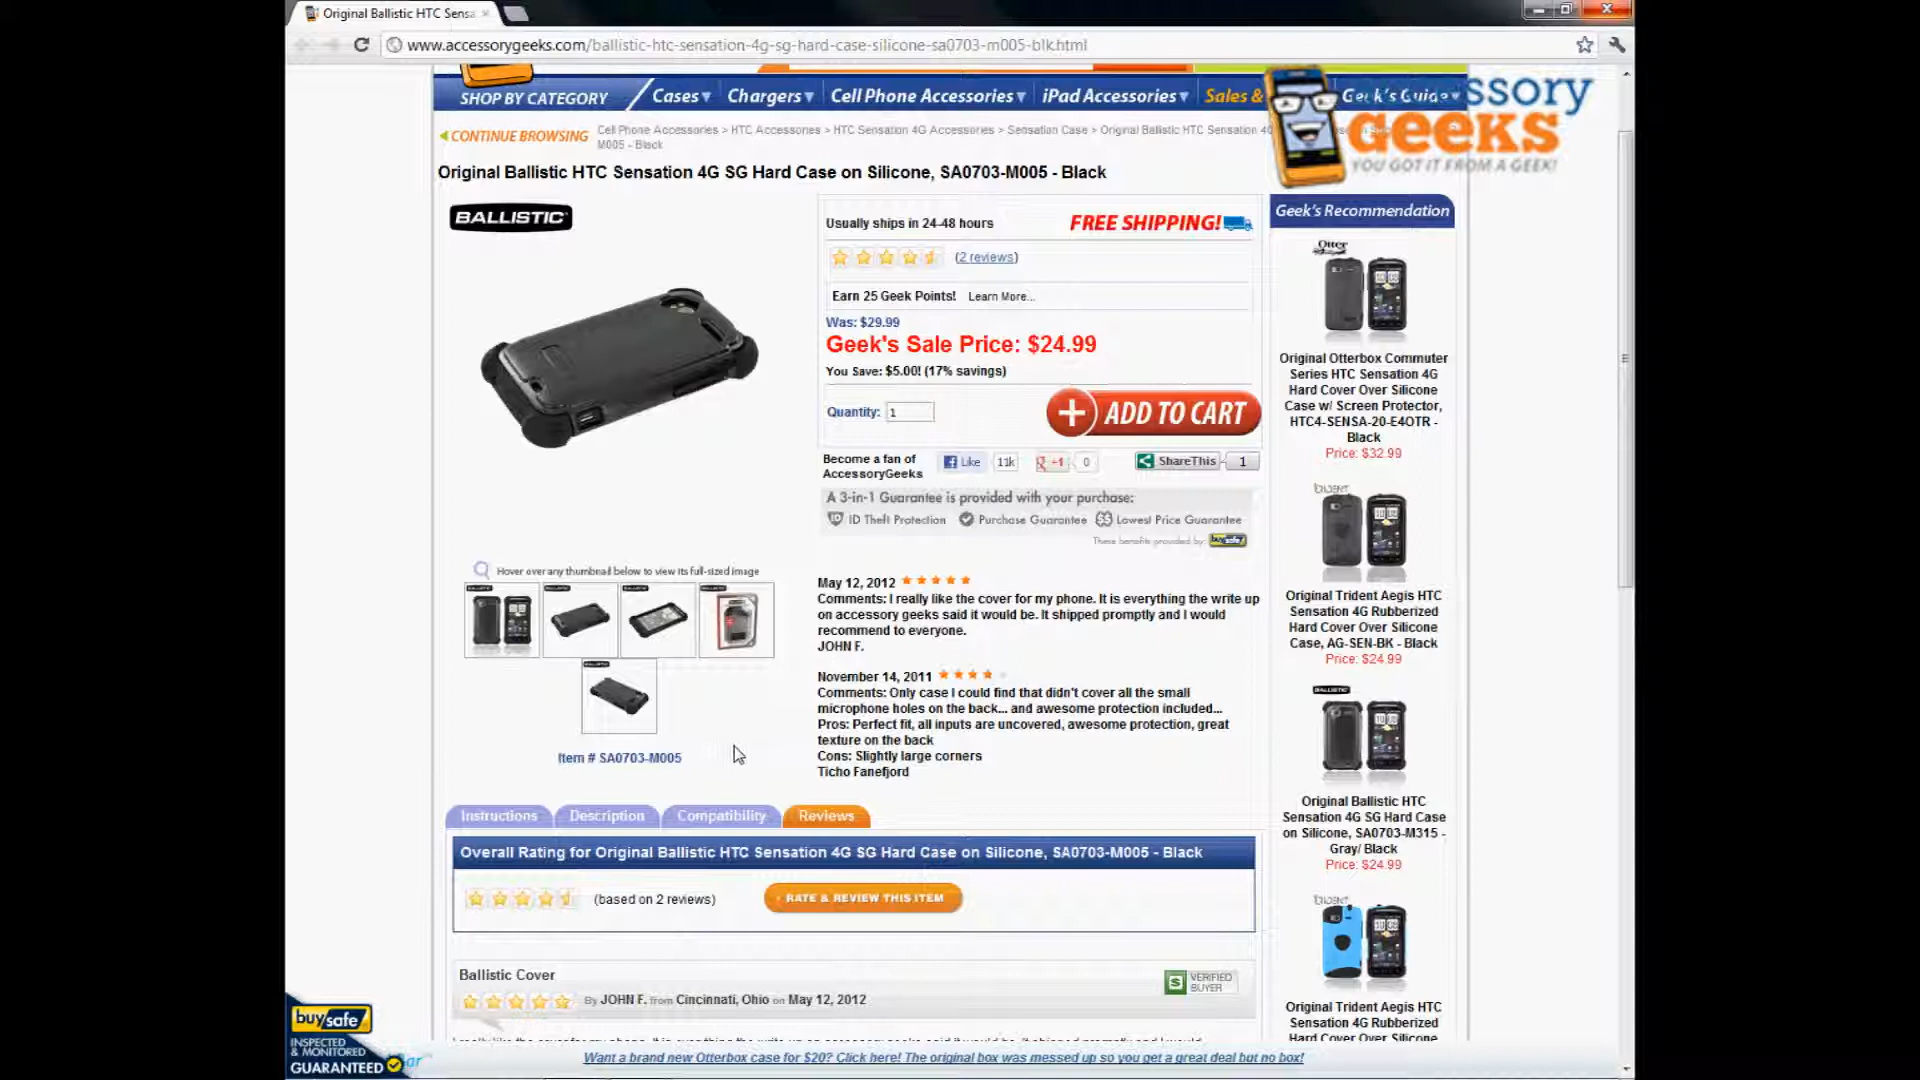 Original Ballistic HTC Sensa
www.accessorygeeks.com/ballistic-htc-sensation-4g-sg-hard-case-silicone-sa0703-m005-blk.html
SHOP BY CATEGORY
Cases
Chargers
Cell Phone Accessories
iPad Accessories
Sales &
Geek's Guide
ssory
GEEKS
YOU GOT IT FROM A GEEK!
CONTINUE BROWSING
Cell Phone Accessories > HTC Accessories > HTC Sensation 4G Accessories > Sensation Case > Original Ballistic HTC Sensation 4G
M005 - Black
Original Ballistic HTC Sensation 4G SG Hard Case on Silicone, SA0703-M005 - Black
BALLISTIC
Usually ships in 24-48 hours
FREE SHIPPING!
(2 reviews)
Earn 25 Geek Points! Learn More...
Was: $29.99
Geek's Sale Price: $24.99
You Save: $5.00! (17% savings)
Quantity: 1
+ ADD TO CART
Become a fan of
AccessoryGeeks
Like 11k
+1 0
ShareThis 1
A 3-in-1 Guarantee is provided with your purchase:
ID Theft Protection
Purchase Guarantee
$$ Lowest Price Guarantee
These benefits provided by: buySafe
Hover over any thumbnail below to view its full-sized image
Item # SA0703-M005
May 12, 2012
Comments: I really like the cover for my phone. It is everything the write up
on accessory geeks said it would be. It shipped promptly and I would
recommend to everyone.
JOHN F.
November 14, 2011
Comments: Only case I could find that didn't cover all the small
microphone holes on the back... and awesome protection included...
Pros: Perfect fit, all inputs are uncovered, awesome protection, great
texture on the back
Cons: Slightly large corners
Ticho Fanefjord
Instructions
Description
Compatibility
Reviews
Overall Rating for Original Ballistic HTC Sensation 4G SG Hard Case on Silicone, SA0703-M005 - Black
(based on 2 reviews)
RATE & REVIEW THIS ITEM
Ballistic Cover
By JOHN F. from Cincinnati, Ohio on May 12, 2012
S VERIFIED
BUYER
Geek's Recommendation
Otter
Original Otterbox Commuter
Series HTC Sensation 4G
Hard Cover Over Silicone
Case w/ Screen Protector,
HTC4-SENSA-20-E4OTR -
Black
Price: $32.99
TRIDENT
Original Trident Aegis HTC
Sensation 4G Rubberized
Hard Cover Over Silicone
Case, AG-SEN-BK - Black
Price: $24.99
BALLISTIC
Original Ballistic HTC
Sensation 4G SG Hard Case
on Silicone, SA0703-M315 -
Gray/ Black
Price: $24.99
TRIDENT
Original Trident Aegis HTC
Sensation 4G Rubberized
Hard Cover Over Silicone
buySafe
INSPECTED
& MONITORED
GUARANTEED
Want a brand new Otterbox case for $20? Click here! The original box was messed up so you get a great deal but no box!